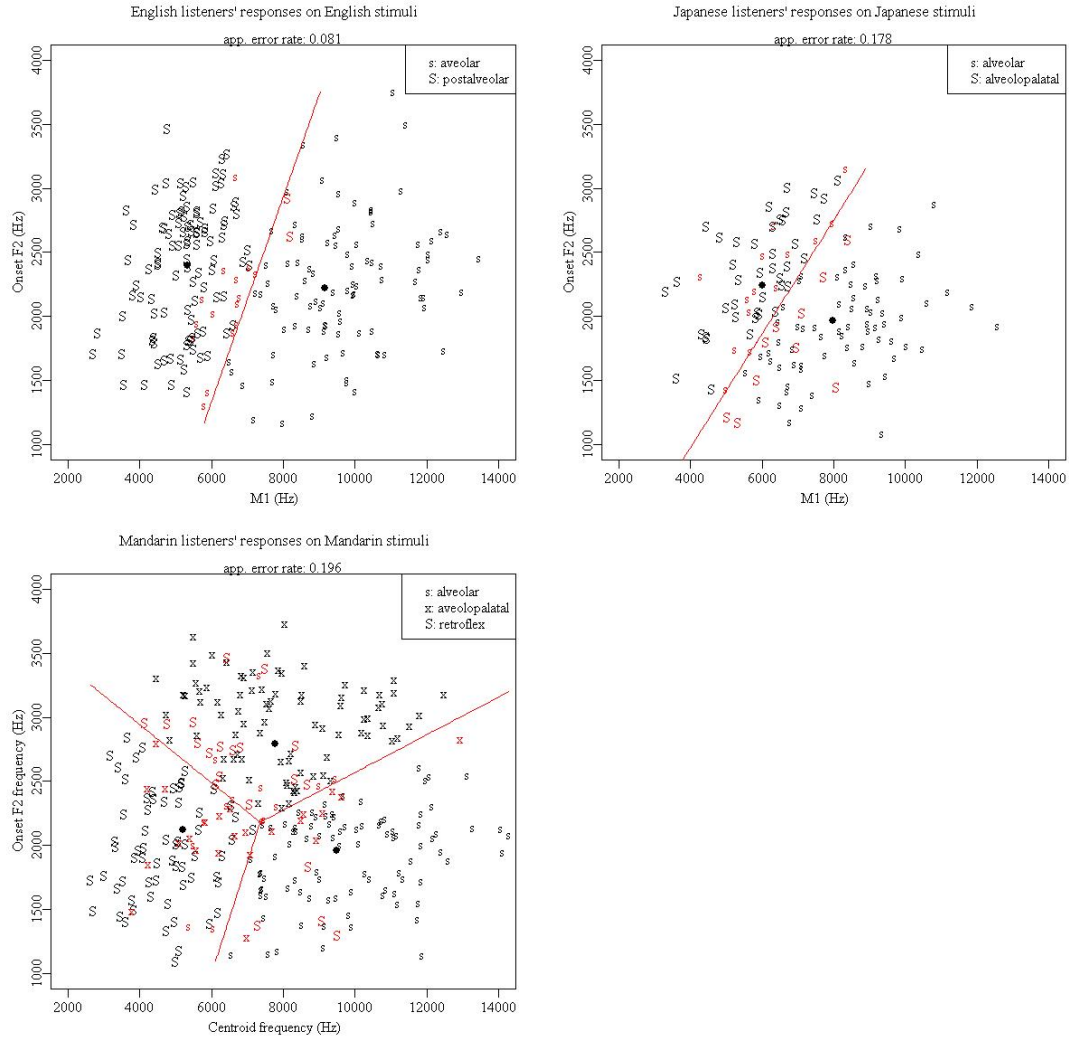 English listeners' responses on English stimuli
app. error rate: 0.081
s: aveolar
S: postalveolar
Onset F2 (Hz)
4000
3500
3000
2500
2000
1500
1000
2000 4000 6000 8000 10000 12000 14000
M1 (Hz)
Japanese listeners' responses on Japanese stimuli
app. error rate: 0.178
s: alveolar
S: alveolopalatal
Onset F2 (Hz)
4000
3500
3000
2500
2000
1500
1000
2000 4000 6000 8000 10000 12000 14000
M1 (Hz)
Mandarin listeners' responses on Mandarin stimuli
app. error rate: 0.196
s: alveolar
x: aveolopalatal
S: retroflex
Onset F2 frequency (Hz)
4000
3500
3000
2500
2000
1500
1000
2000 4000 6000 8000 10000 12000 14000
Centroid frequency (Hz)